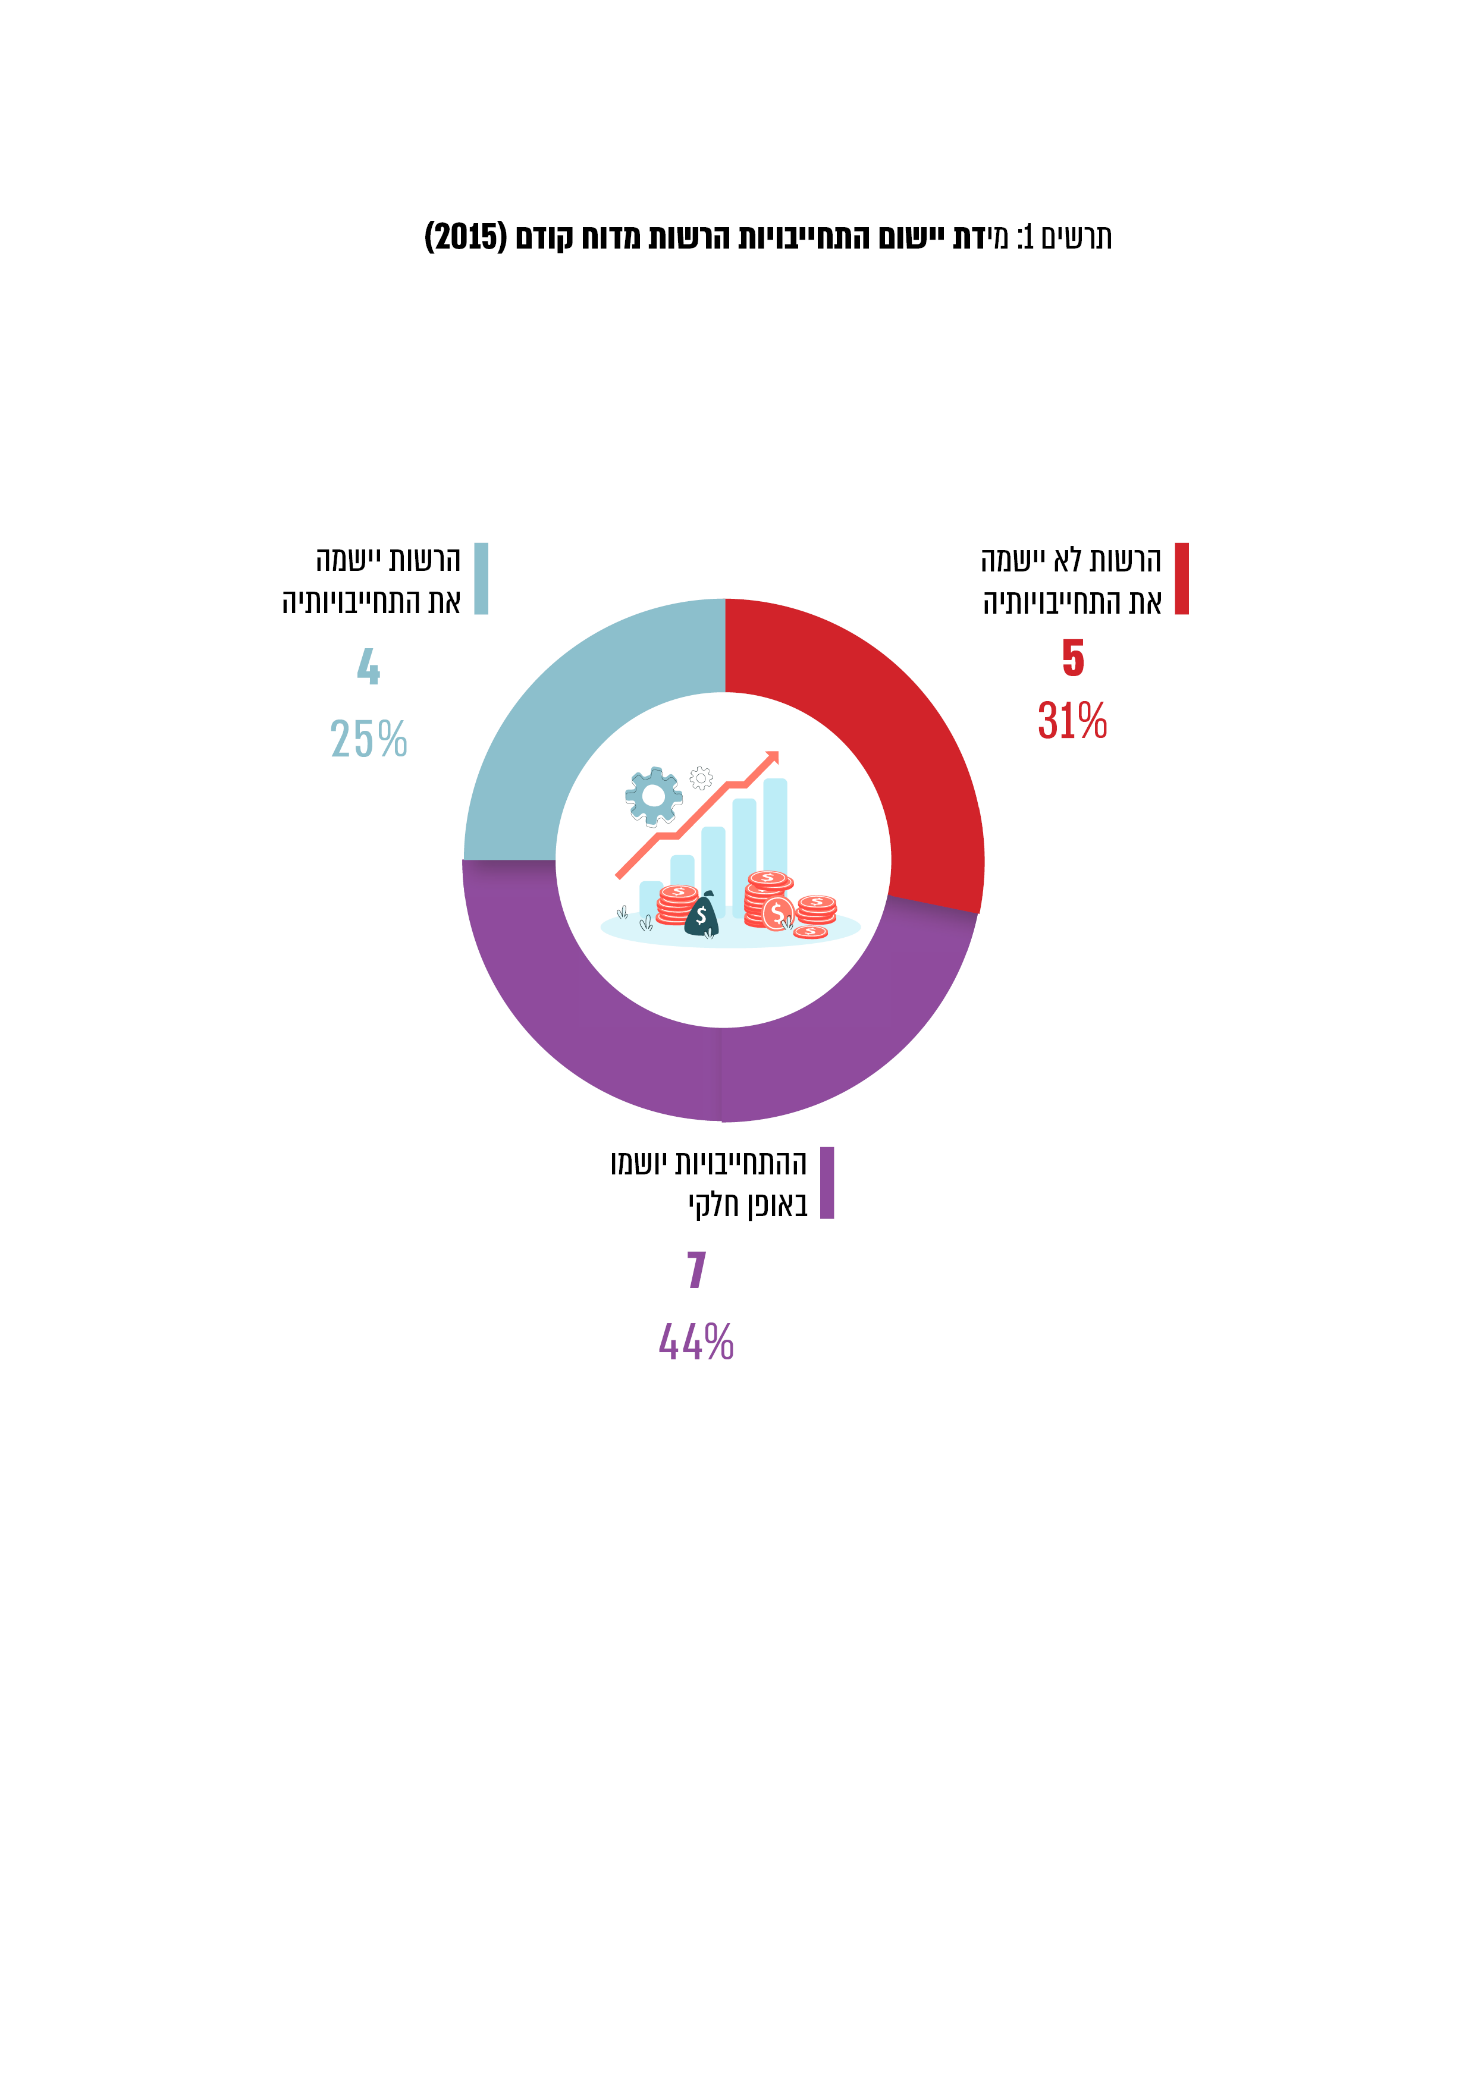 תרשים 1: מידת יישום התחייבויות הרשות מדוח קודם (2015)
הרשות לא יישמה
את התחייבויותיה
5
31%
הרשות יישמה
את התחייבויותיה
4
25%
ההתחייבויות יושמו
באופן חלקי
7
44%